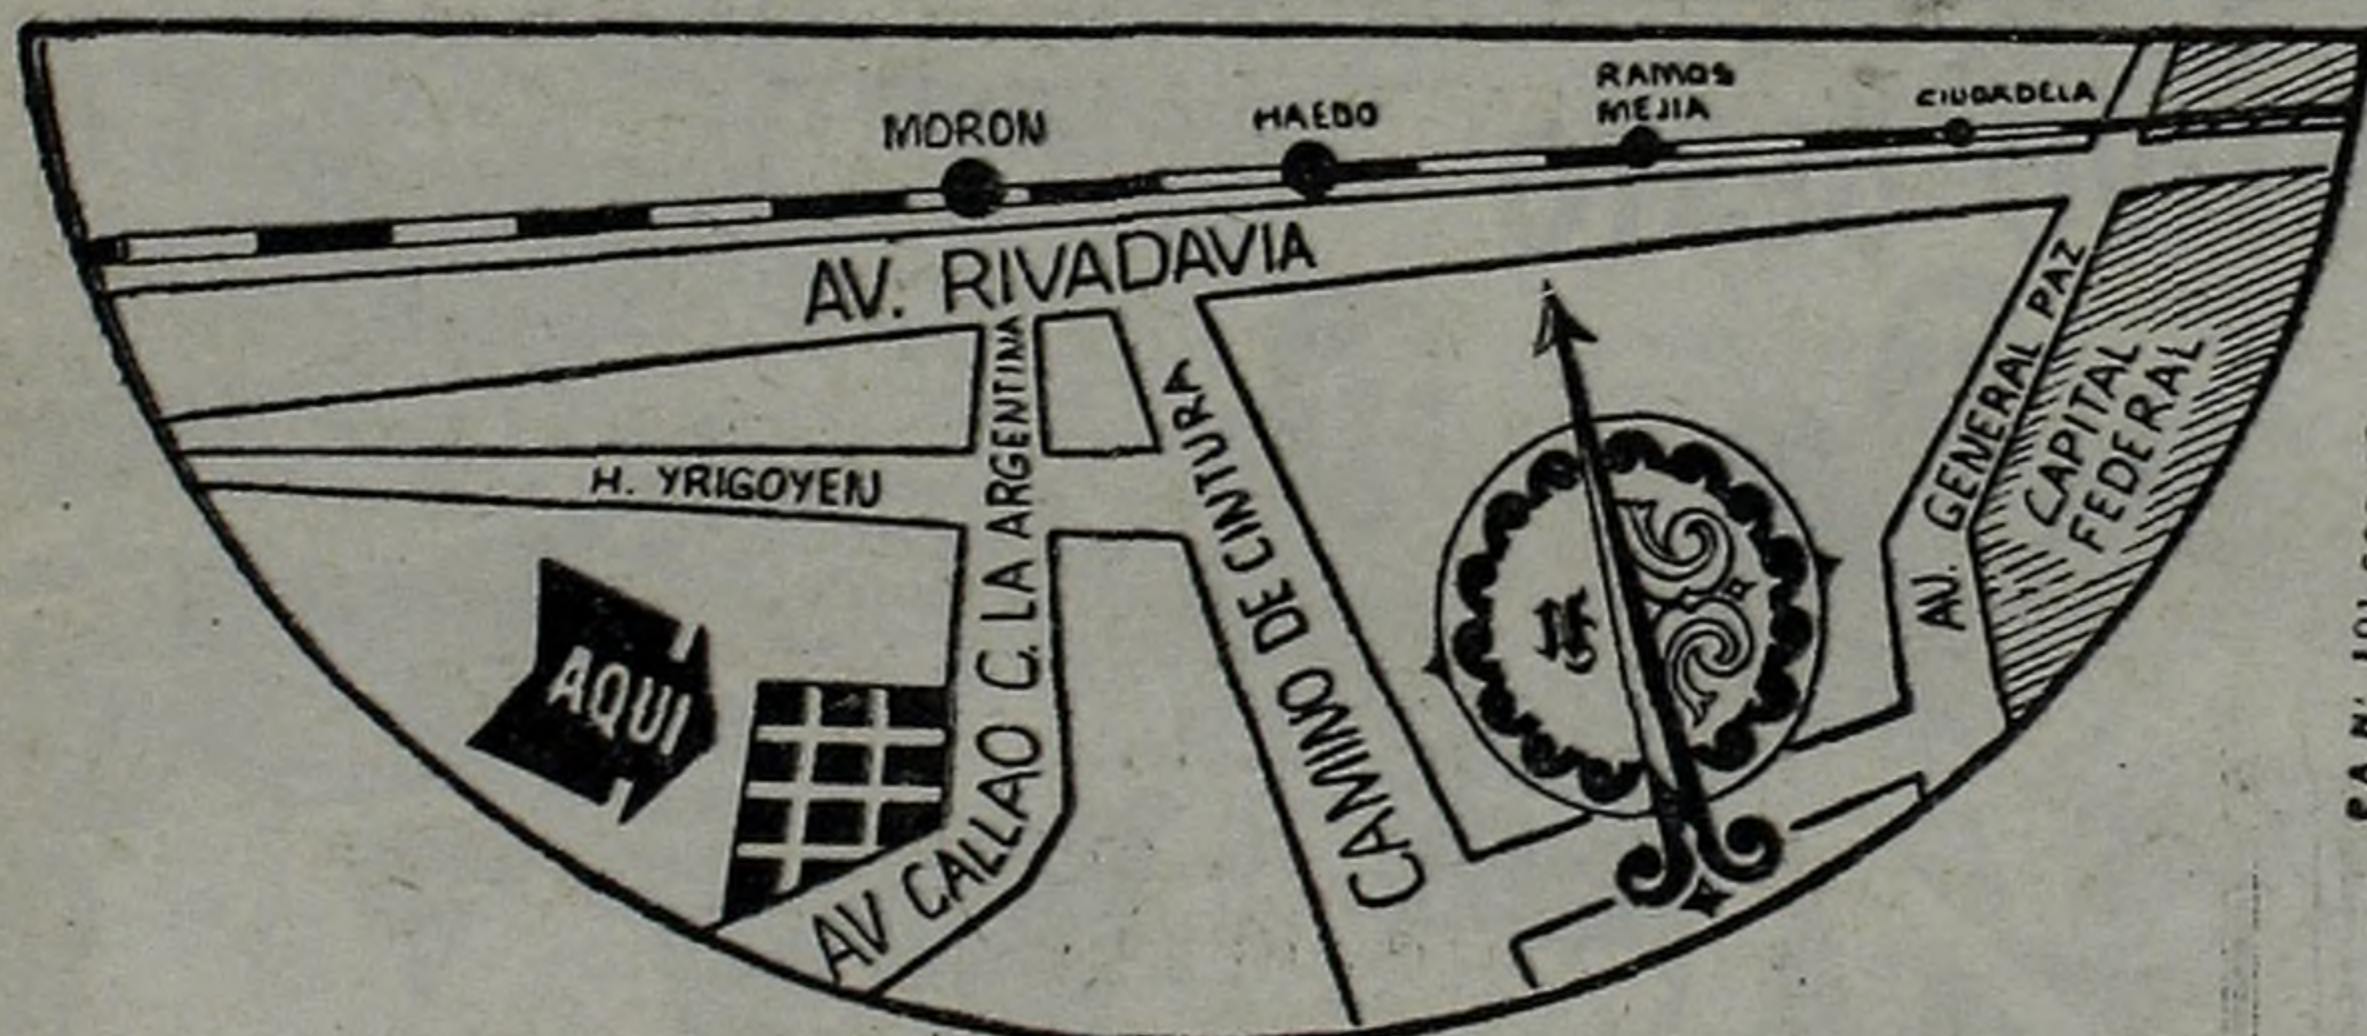 MORON
HAEDO
RAMOS
MEJIA
CIUDADELA
AV. RIVADAVIA
H. YRIGOYEN
AV CALLAO C. LA ARGENTINA
CAMINO DE CINTURA
AV. GENERAL PAZ
CAPITAL
FEDERAL
AQUI